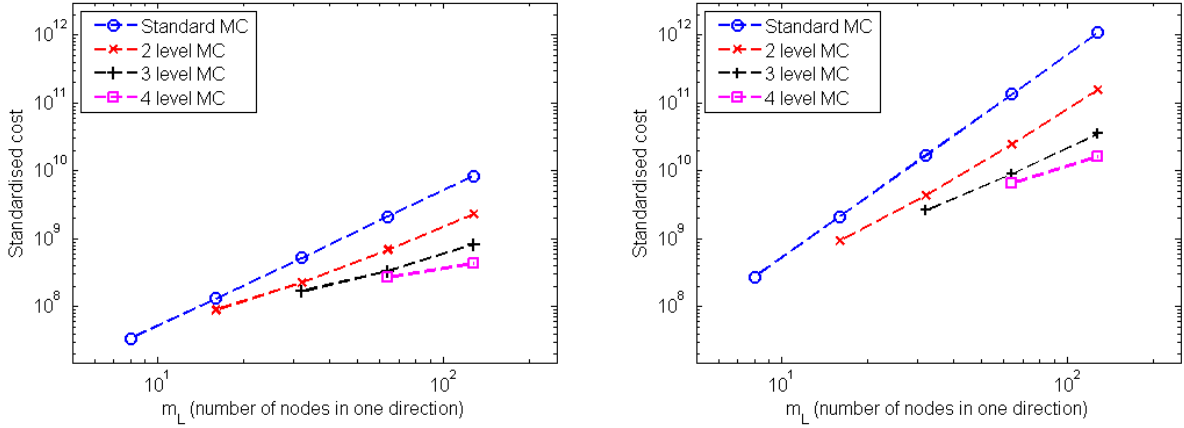 10^12
10^11
10^10
10^9
10^8
Standardised cost
Standard MC
2 level MC
3 level MC
4 level MC
10^1
10^2
m_L (number of nodes in one direction)
10^12
10^11
10^10
10^9
10^8
Standardised cost
Standard MC
2 level MC
3 level MC
4 level MC
10^1
10^2
m_L (number of nodes in one direction)